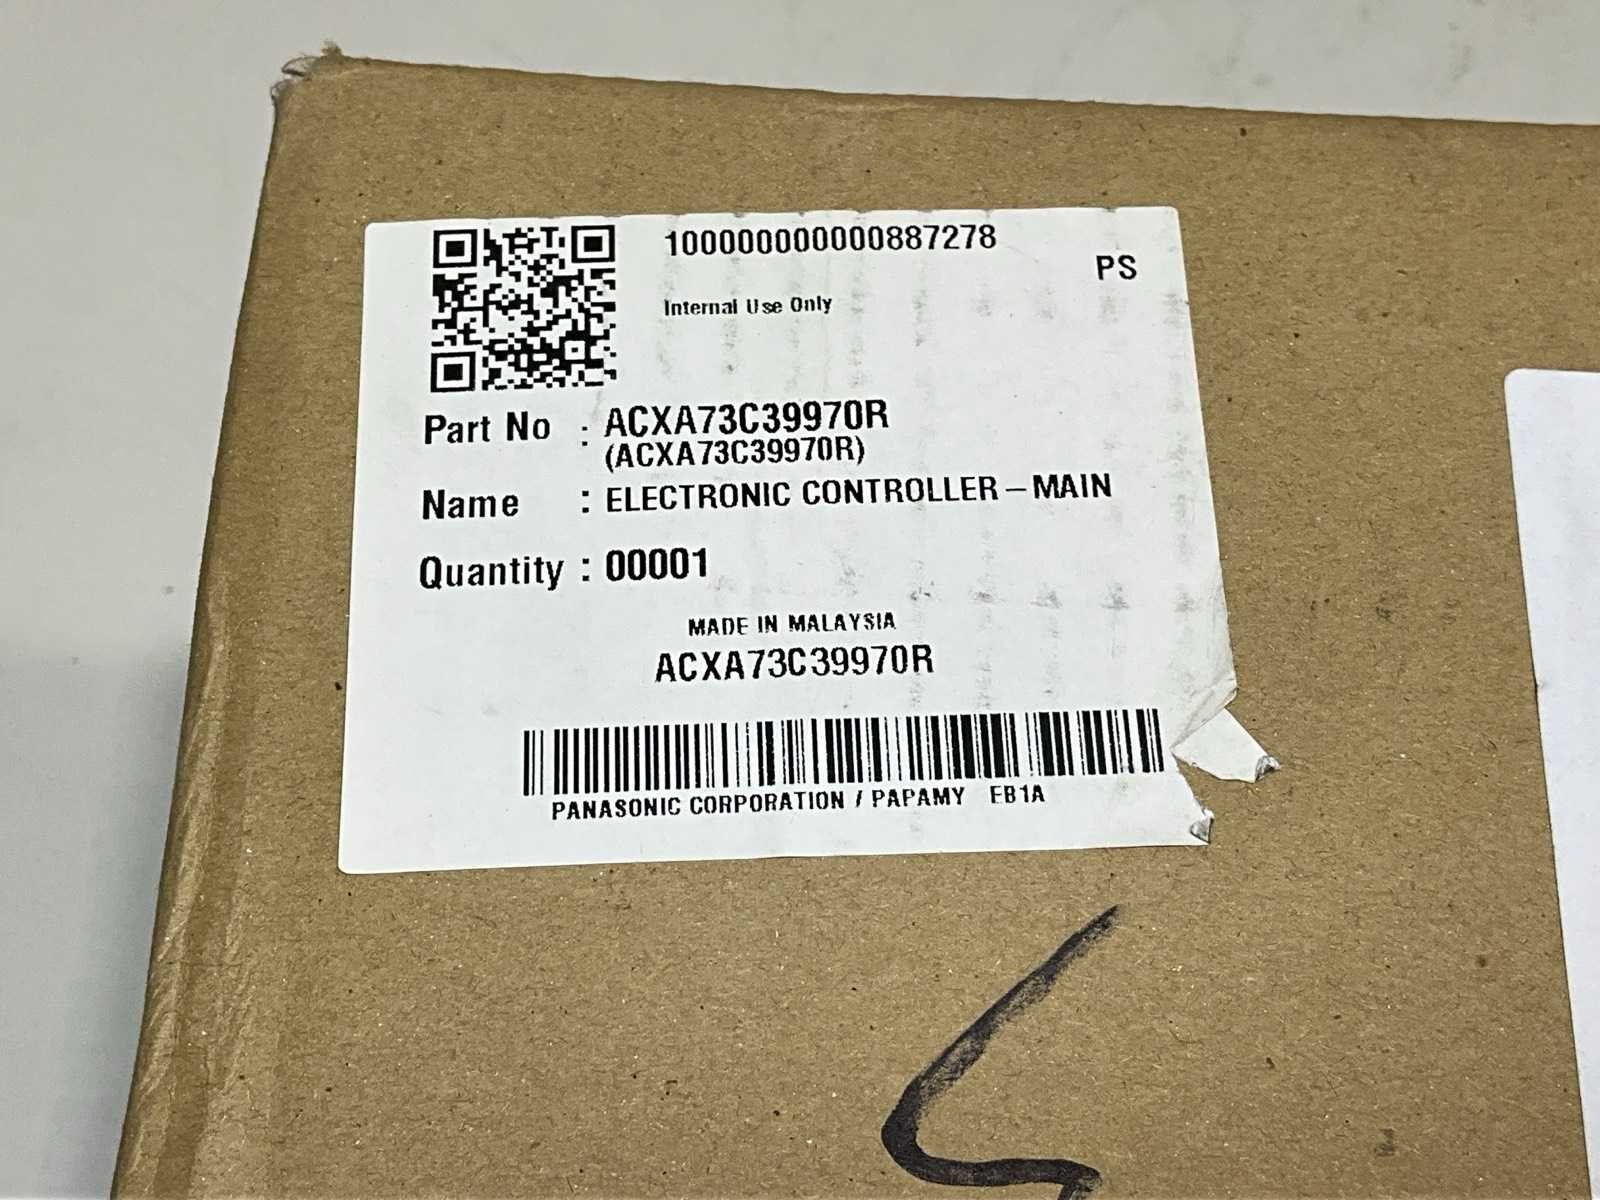 100000000000887278
PS
Internal Use Only
Part No : ACXA73C39970R
(ACXA73C39970R)
Name : ELECTRONIC CONTROLLER-MAIN
Quantity : 00001
MADE IN MALAYSIA
ACXA73C39970R
PANASONIC CORPORATION / PAPAMY EB1A